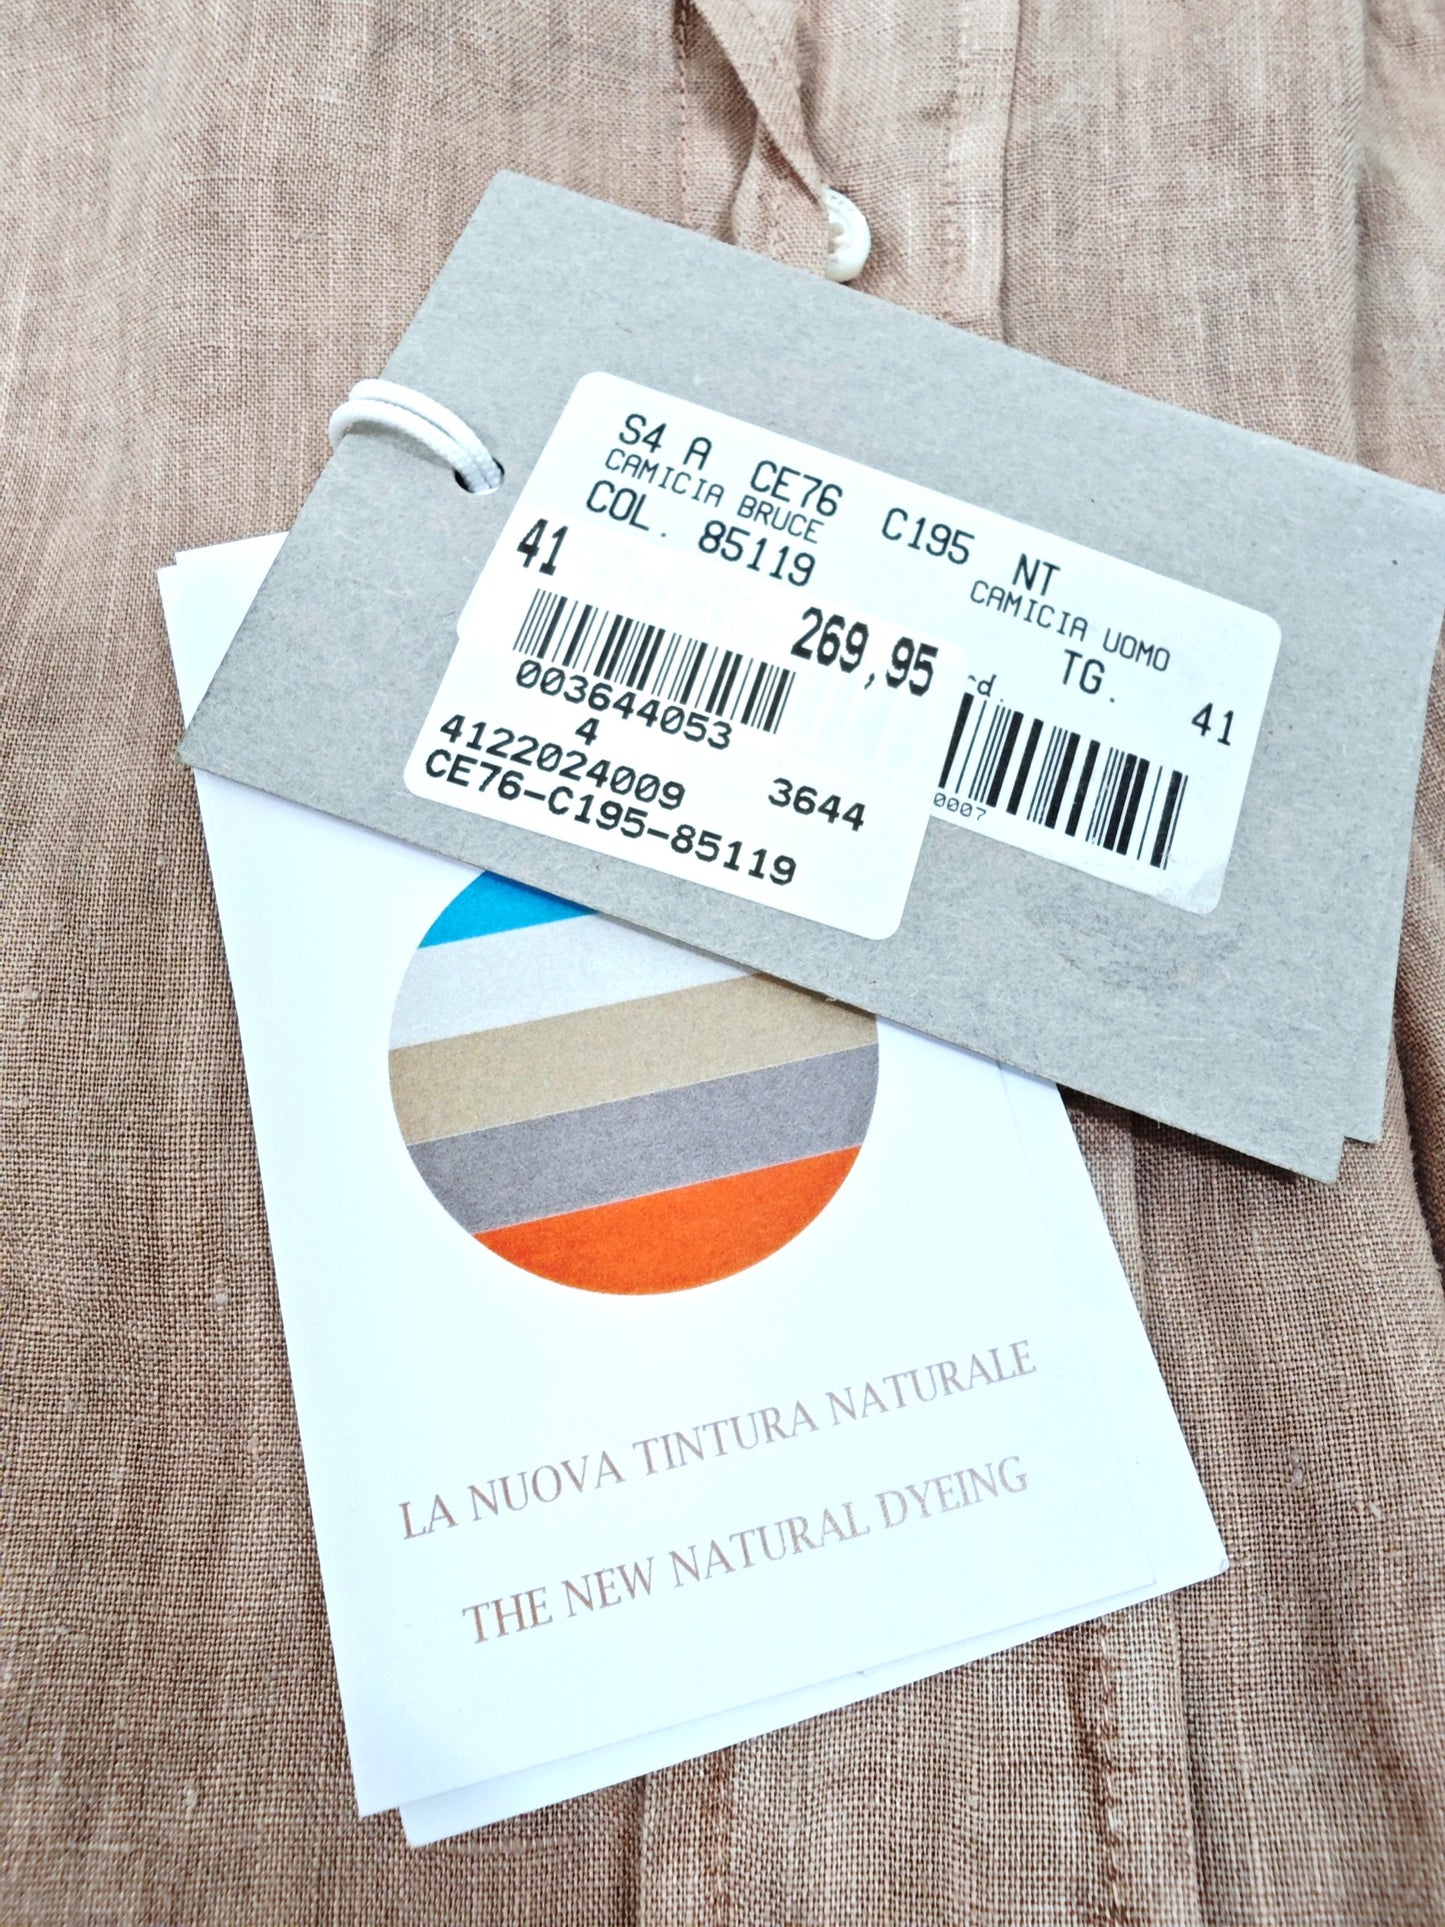 S4 A CE76 C195 NT
CAMICIA BRUCE CAMICIA UOMO
COL. 85119 TG. 41
41
269,95
003644053
4
4122024009 3644
CE76-C195-85119
0007
LA NUOVA TINTURA NATURALE
THE NEW NATURAL DYEING